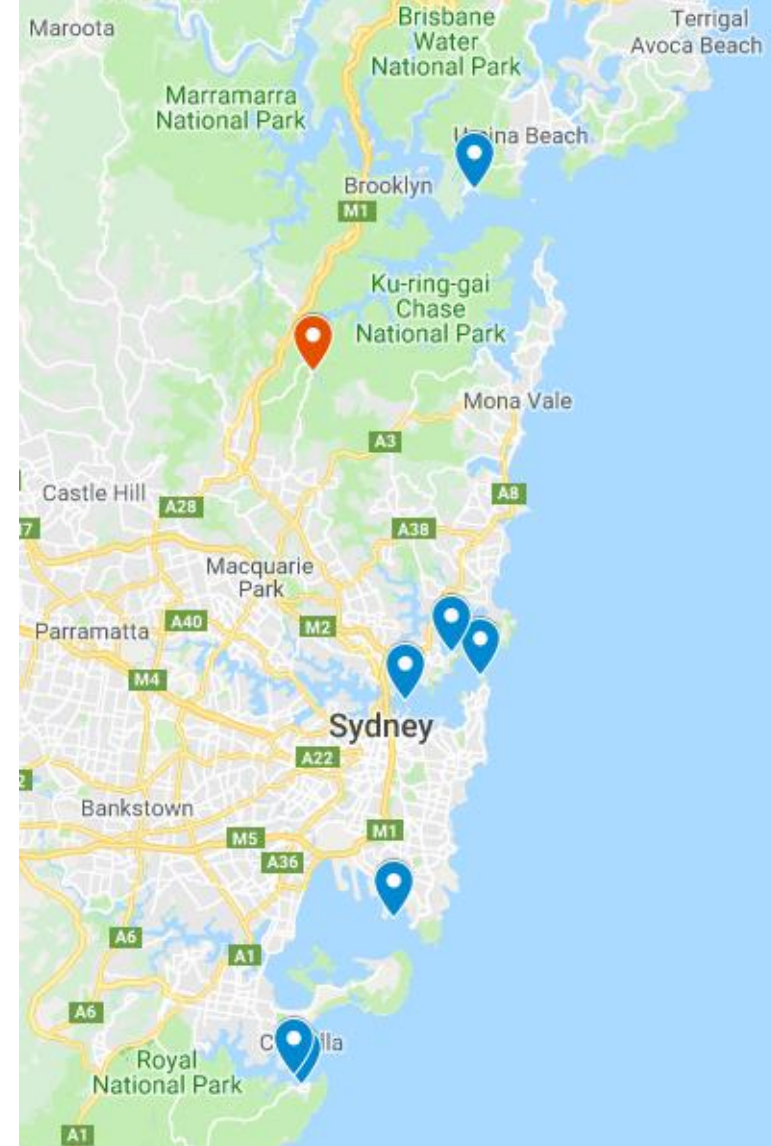 Maroota
Brisbane
Water
National Park
Terrigal
Avoca Beach
Marramarra
National Park
Beach
Brooklyn
M1
Ku-ring-gai
Chase
National Park
Mona Vale
A3
Castle Hill
A28
A8
A38
Macquarie
Park
A40
M2
Parramatta
M4
Sydney
A22
Bankstown
M1
M5
A36
A6
A1
A6
Royal
National Park
A1